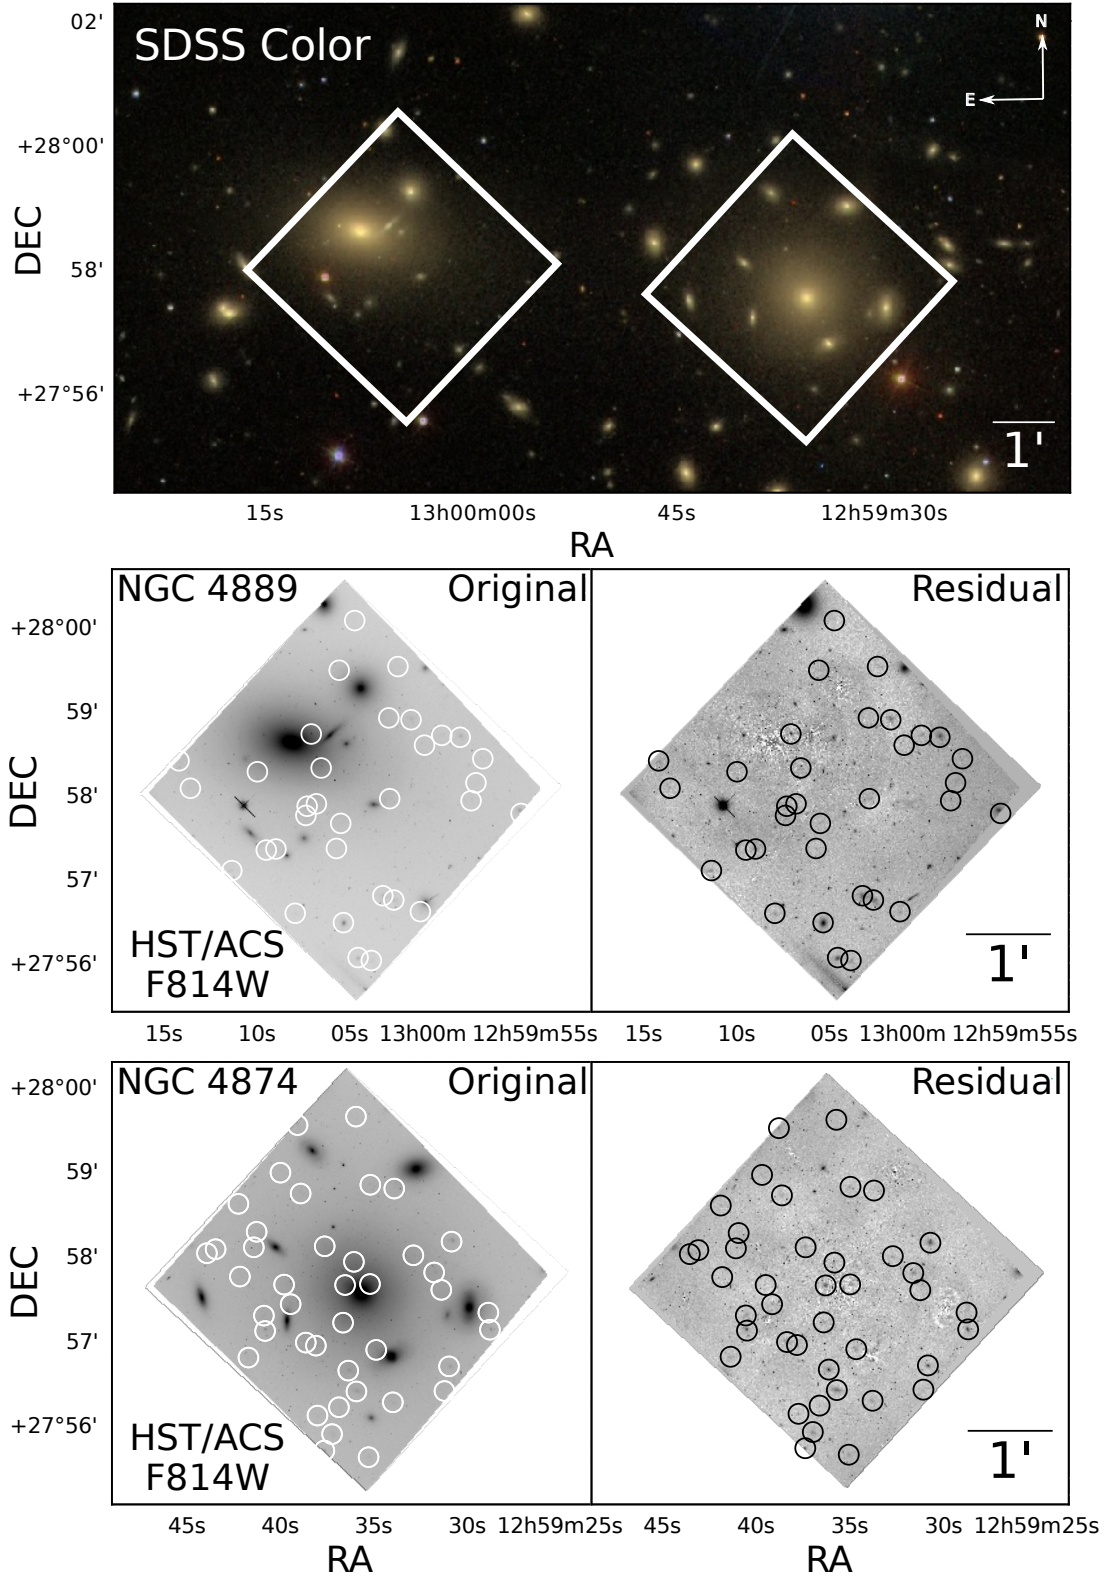 02'
SDSS Color
N
E
+28°00'
DEC
58'
+27°56'
1'
15s 13h00m00s 45s 12h59m30s
RA
NGC 4889 Original Residual
+28°00'
59'
DEC
58'
57'
+27°56'
HST/ACS
F814W
1'
15s 10s 05s 13h00m 12h59m55s 15s 10s 05s 13h00m 12h59m55s
NGC 4874 Original Residual
+28°00'
59'
DEC
58'
57'
+27°56'
HST/ACS
F814W
1'
45s 40s 35s 30s 12h59m25s 45s 40s 35s 30s 12h59m25s
RA RA